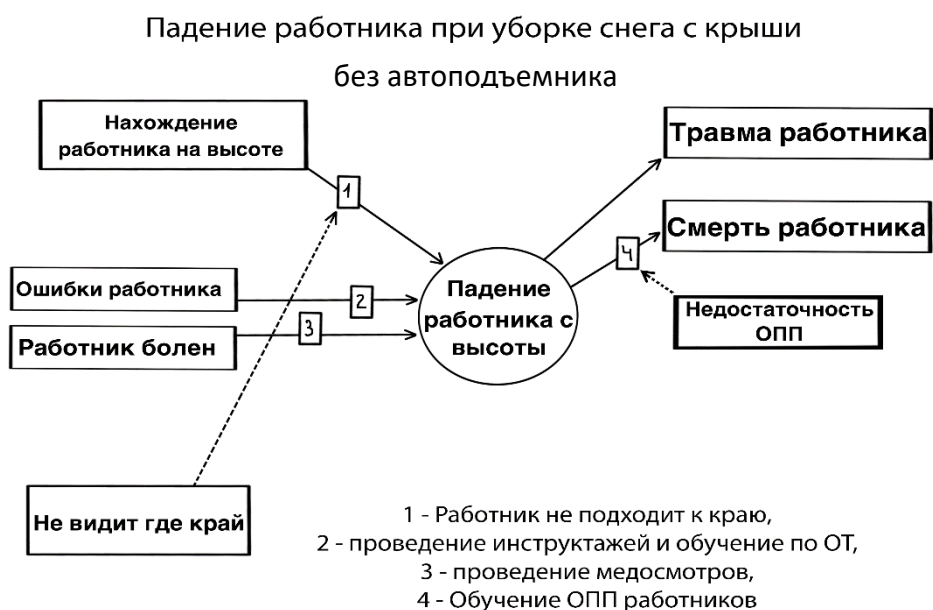 Падение работника при уборке снега с крыши
без автоподъемника
Нахождение
работника на высоте
Травма работника
1
Смерть работника
4
Ошибки работника
2
Падение
работника с
высоты
Недостаточность
ОПП
Работник болен
3
Не видит где край
1 - Работник не подходит к краю,
2 - проведение инструктажей и обучение по ОТ,
3 - проведение медосмотров,
4 - Обучение ОПП работников